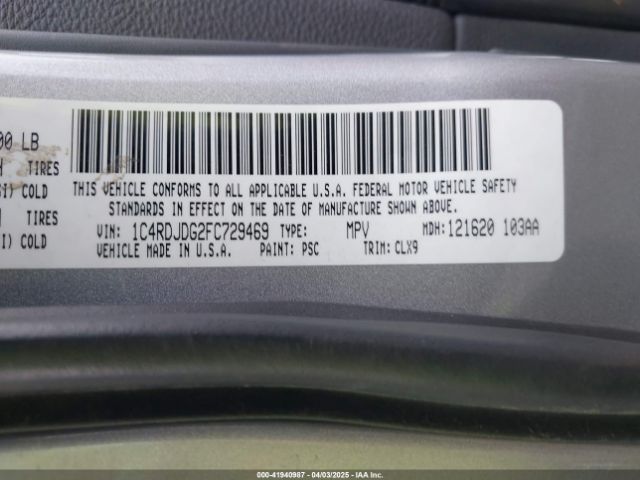 00 LB
TIRES
SI) COLD
TIRES
I) COLD
THIS VEHICLE CONFORMS TO ALL APPLICABLE U.S.A. FEDERAL MOTOR VEHICLE SAFETY
STANDARDS IN EFFECT ON THE DATE OF MANUFACTURE SHOWN ABOVE.
VIN: 1C4RDJDG2FC729469 TYPE: MPV MDH: 121620 103AA
VEHICLE MADE IN U.S.A. PAINT: PSC TRIM: CLX9
000-41940987 - 04/03/2025 - IAAI, Inc.